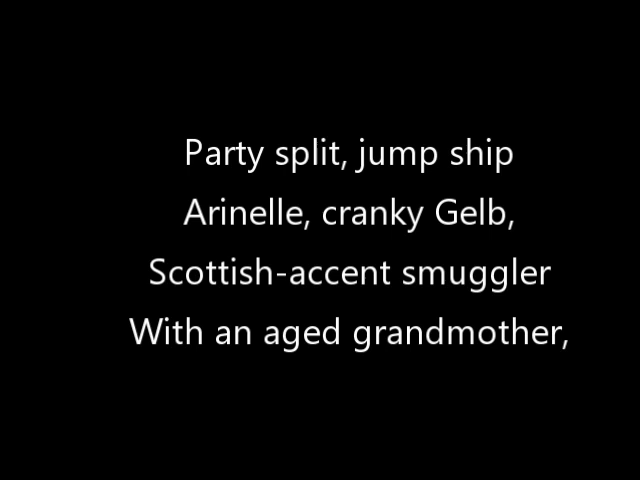 Party split, jump ship
Arinelle, cranky Gelb,
Scottish-accent smuggler
With an aged grandmother,